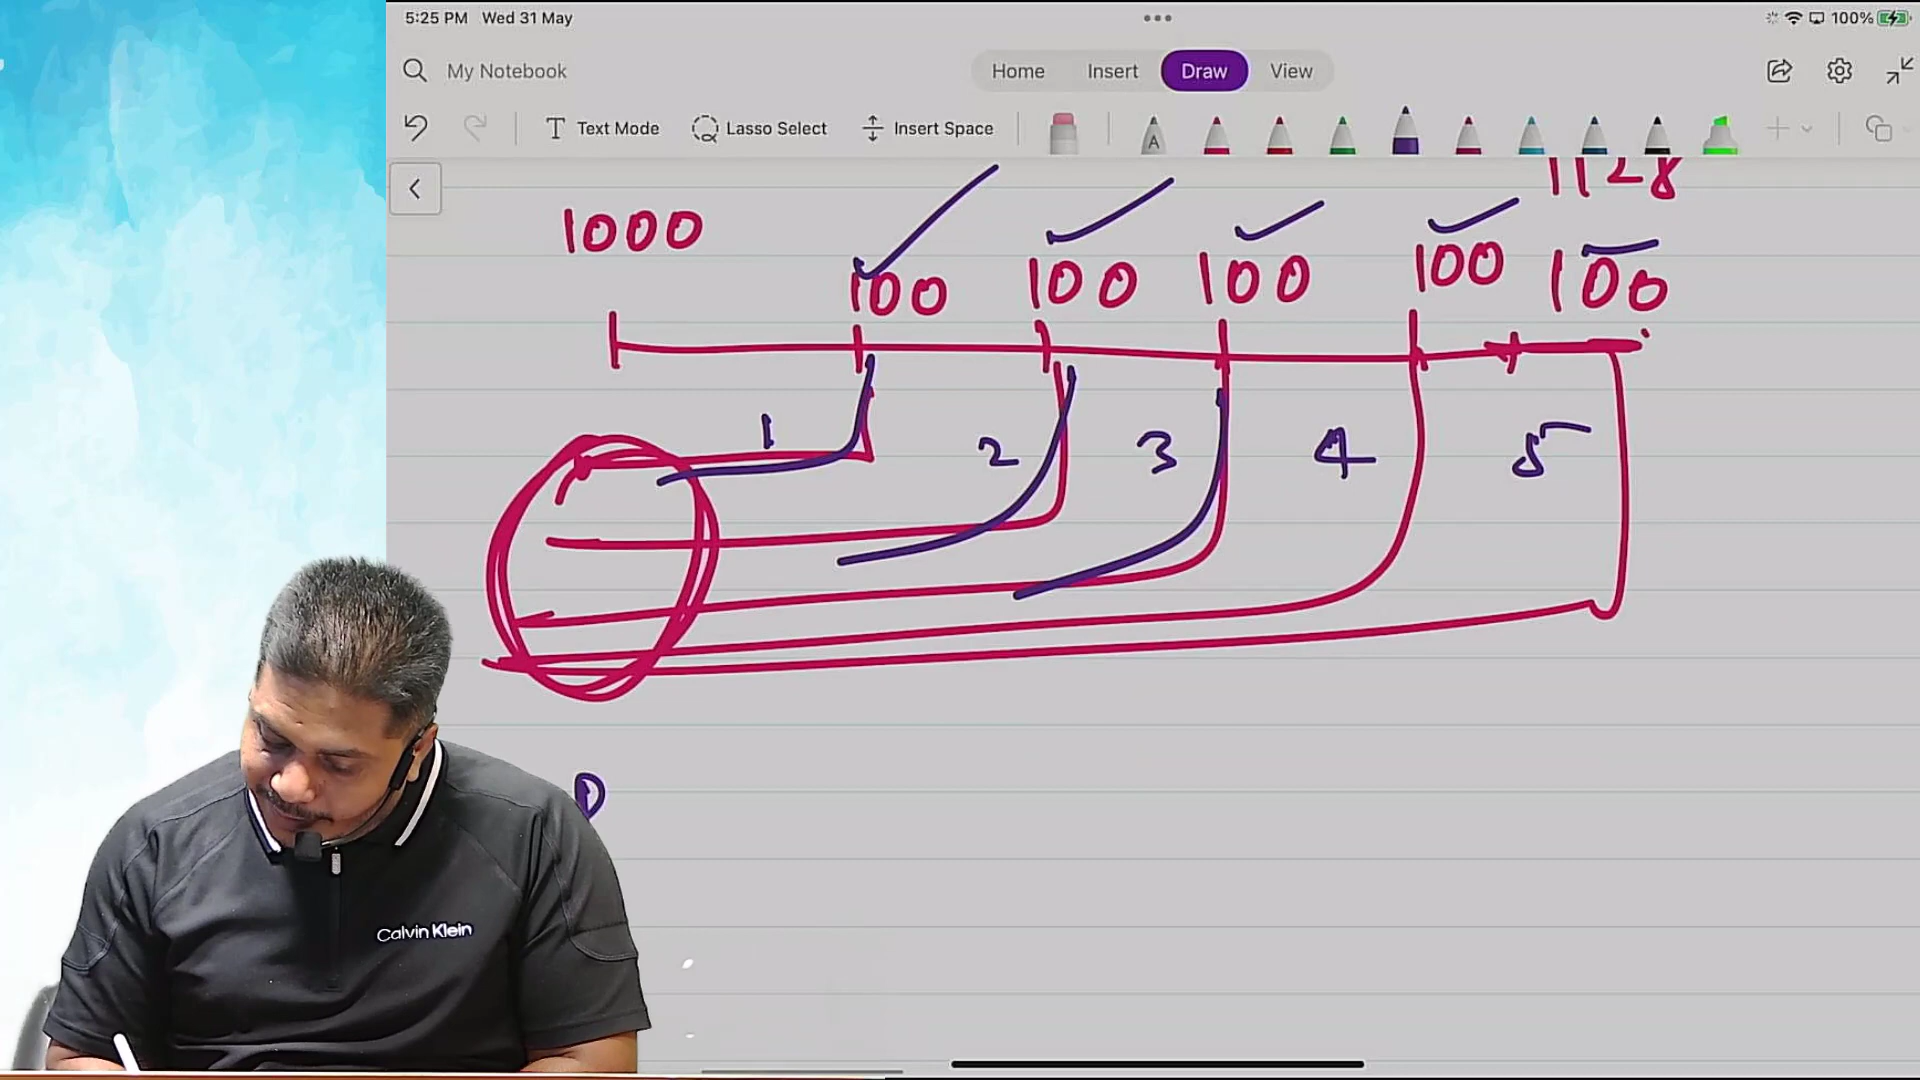 5:25 PM Wed 31 May
100%
My Notebook
Home Insert Draw View
Text Mode Lasso Select Insert Space
A
1128
1000
100 100 100 100 100
1 2 3 4 5
D
Calvin Klein